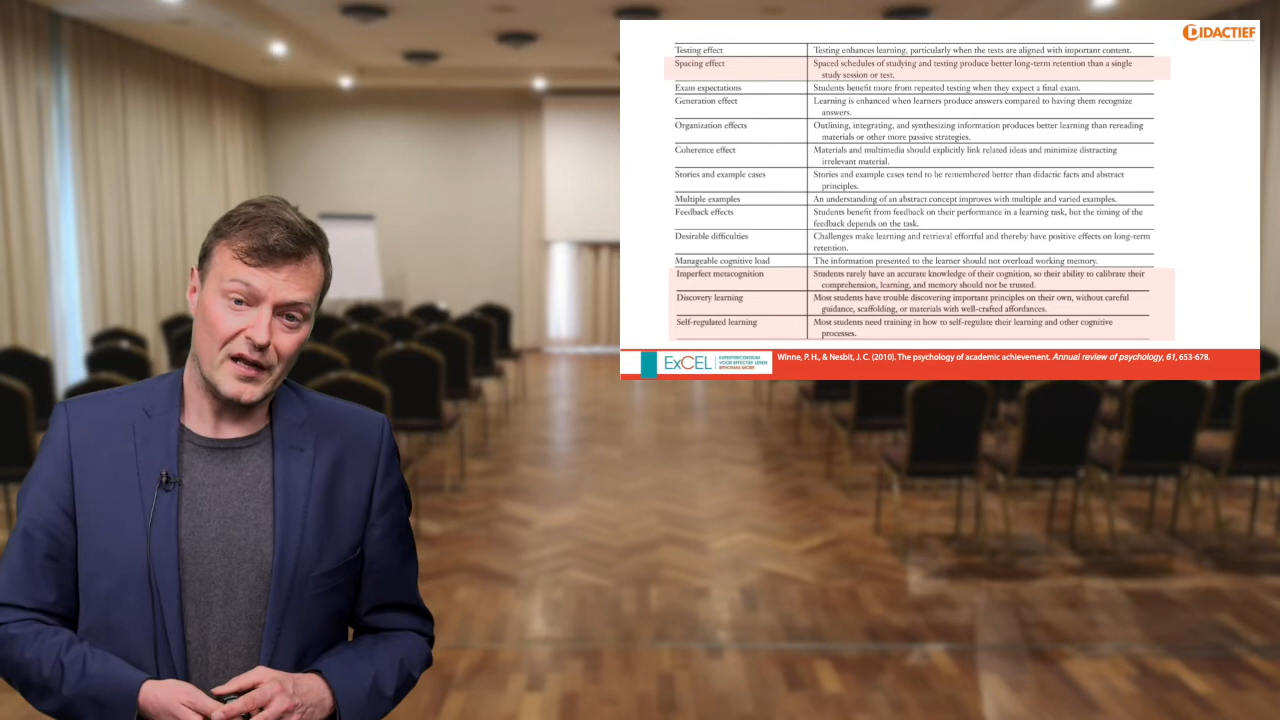 DIDACTIEF
Testing effect Testing enhances learning, particularly when the tests are aligned with important content.
Spacing effect Spaced schedules of studying and testing produce better long-term retention than a single
study session or test.
Exam expectations Students benefit more from repeated testing when they expect a final exam.
Generation effect Learning is enhanced when learners produce answers compared to having them recognize
answers.
Organization effects Outlining, integrating, and synthesizing information produces better learning than rereading
materials or other more passive strategies.
Coherence effect Materials and multimedia should explicitly link related ideas and minimize distracting
irrelevant material.
Stories and example cases Stories and example cases tend to be remembered better than didactic facts and abstract
principles.
Multiple examples An understanding of an abstract concept improves with multiple and varied examples.
Feedback effects Students benefit from feedback on their performance in a learning task, but the timing of the
feedback depends on the task.
Desirable difficulties Challenges make learning and retrieval effortful and thereby have positive effects on long-term
retention.
Manageable cognitive load The information presented to the learner should not overload working memory.
Imperfect metacognition Students rarely have an accurate knowledge of their cognition, so their ability to calibrate their
comprehension, learning, and memory should not be trusted.
Discovery learning Most students have trouble discovering important principles on their own, without careful
guidance, scaffolding, or materials with well-crafted affordances.
Self-regulated learning Most students need training in how to self-regulate their learning and other cognitive
processes.
ExCEL EXPERTISECENTRUM
VOOR EFFECTIEF LEREN
@THOMAS MORE
Winne, P. H., & Nesbit, J. C. (2010). The psychology of academic achievement. Annual review of psychology, 61, 653-678.